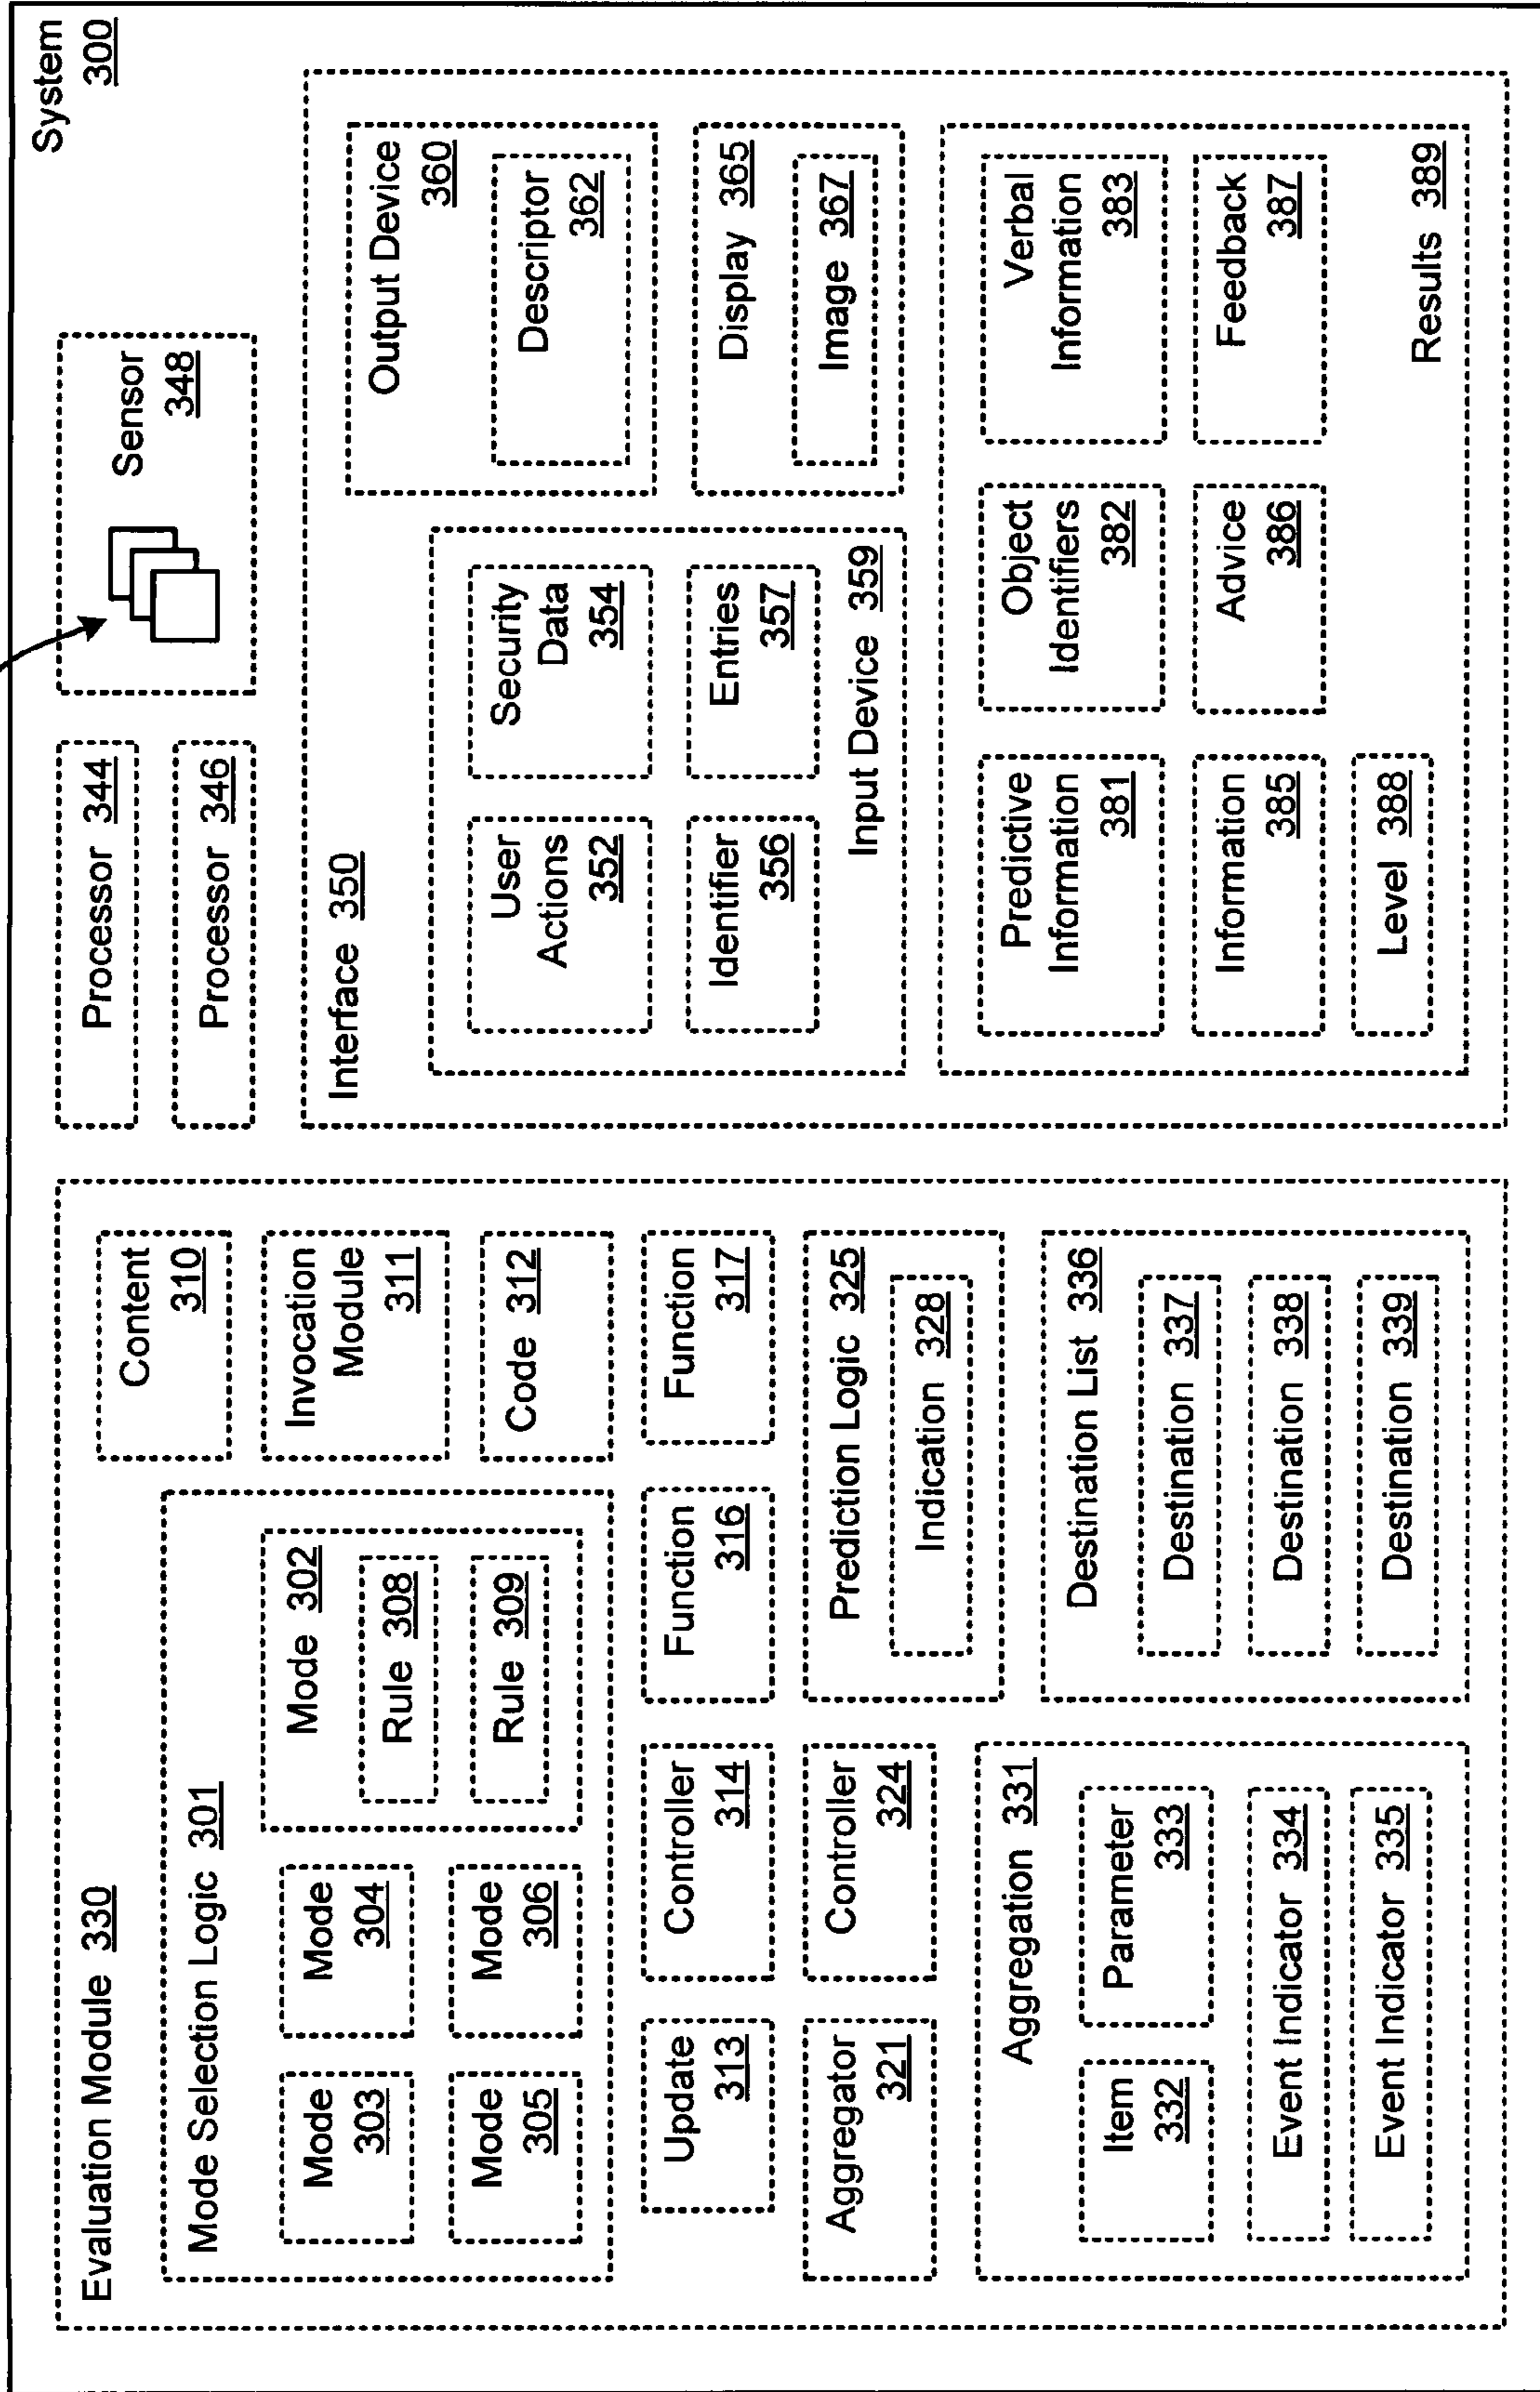 System
300
Evaluation Module 330
Mode Selection Logic 301
Mode
303
Mode
304
Mode
305
Mode
306
Mode 302
Rule 308
Rule 309
Content
310
Invocation
Module
311
Code 312
Update
313
Controller
314
Function
316
Function
317
Aggregator
321
Controller
324
Prediction Logic 325
Indication 328
Aggregation 331
Item
332
Parameter
333
Event Indicator 334
Event Indicator 335
Destination List 336
Destination 337
Destination 338
Destination 339
Processor 344
Processor 346
Sensor
348
Interface 350
User
Actions
352
Security
Data
354
Identifier
356
Entries
357
Input Device 359
Output Device
360
Descriptor
362
Display 365
Image 367
Predictive
Information
381
Object
Identifiers
382
Verbal
Information
383
Information
385
Advice
386
Feedback
387
Level 388
Results 389